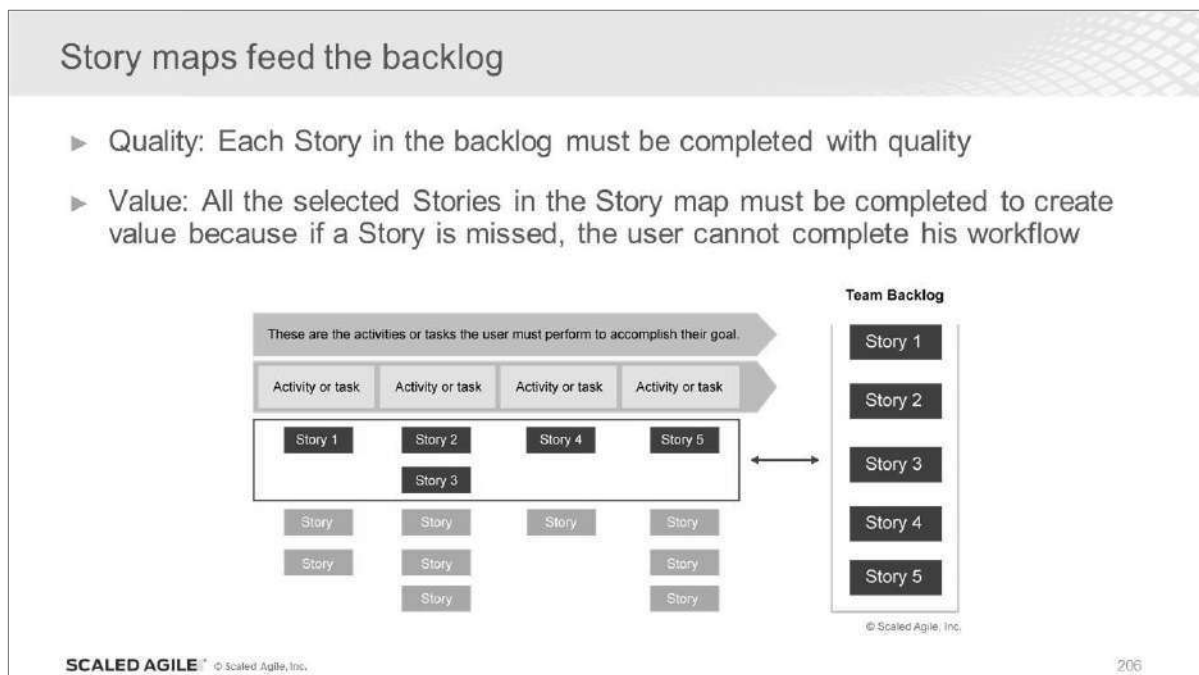 Story maps feed the backlog
► Quality: Each Story in the backlog must be completed with quality
► Value: All the selected Stories in the Story map must be completed to create
value because if a Story is missed, the user cannot complete his workflow
Team Backlog
These are the activities or tasks the user must perform to accomplish their goal.
Activity or task Activity or task Activity or task Activity or task
Story 1 Story 2 Story 4 Story 5
Story 3
Story Story Story Story
Story Story Story
Story Story
Story 1
Story 2
Story 3
Story 4
Story 5
© Scaled Agile, Inc.
SCALED AGILE ® © Scaled Agile, Inc.
206